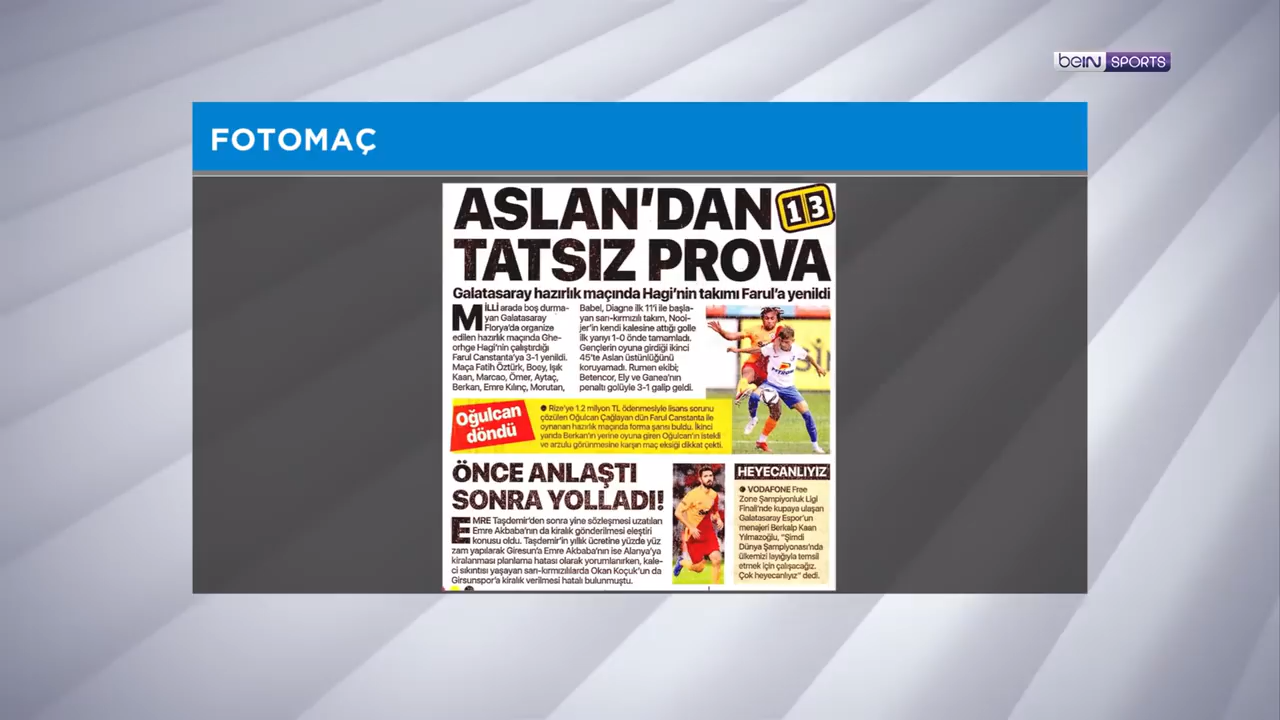 beIN SPORTS
FOTOMAÇ
ASLAN'DAN 13
TATSIZ PROVA
Galatasaray hazırlık maçında Hagi'nin takımı Farul'a yenildi
MİLLİ arada boş durma-
yan Galatasaray
Florya'da organize
edilen hazırlık maçında Ghe-
orhge Hagi'nin çalıştırdığı
Farul Canstanta'ya 3-1 yenildi.
Maça Fatih Öztürk, Boey, Işık
Kaan, Marcao, Ömer, Aytaç,
Berkan, Emre Kılınç, Morutan,
Babel, Diagne ilk 11'i ile başla-
yan sarı-kırmızılı takım, Nool-
jer'in kendi kalesine attığı golle
ilk yarıyı 1-0 önde tamamladı.
Gençlerin oyuna girdiği ikinci
45'te Aslan üstünlüğünü
koruyamadı. Rumen ekibi;
Betencor, Ely ve Ganea'nın
penaltı golüyle 3-1 galip geldi.
Oğulcan
döndü
● Rize'ye 1.2 milyon TL ödenmesiyle lisans sorunu
çözülen Oğulcan Çağlayan dün Farul Canstanta ile
oynanan hazırlık maçında forma şansı buldu. İkinci
yarıda Berkan'ın yerine oyuna giren Oğulcan'ın istekli
ve arzulu görünmesine karşın maç eksiği dikkat çekti.
ÖNCE ANLAŞTI
SONRA YOLLADI!
EMRE Taşdemir'den sonra yine sözleşmesi uzatılan
Emre Akbaba'nın da kiralık gönderilmesi eleştiri
konusu oldu. Taşdemir'in yıllık ücretine yüzde yüz
zam yapılarak Giresun'a Emre Akbaba'nın ise Alanya'ya
kiralanması planlama hatası olarak yorumlanırken, kale-
ci sıkıntısı yaşayan sarı-kırmızılılarda Okan Koçuk'un da
Girsunspor'a kiralık verilmesi hatalı bulunmuştu.
HEYECANLIYIZ
● VODAFONE Free
Zone Şampiyonluk Ligi
Finali'nde kupaya ulaşan
Galatasaray Espor'un
menajeri Berkalp Kaan
Yılmazoğlu, "Şimdi
Dünya Şampiyonası'nda
ülkemizi layığıyla temsil
etmek için çalışacağız.
Çok heyecanlıyız" dedi.